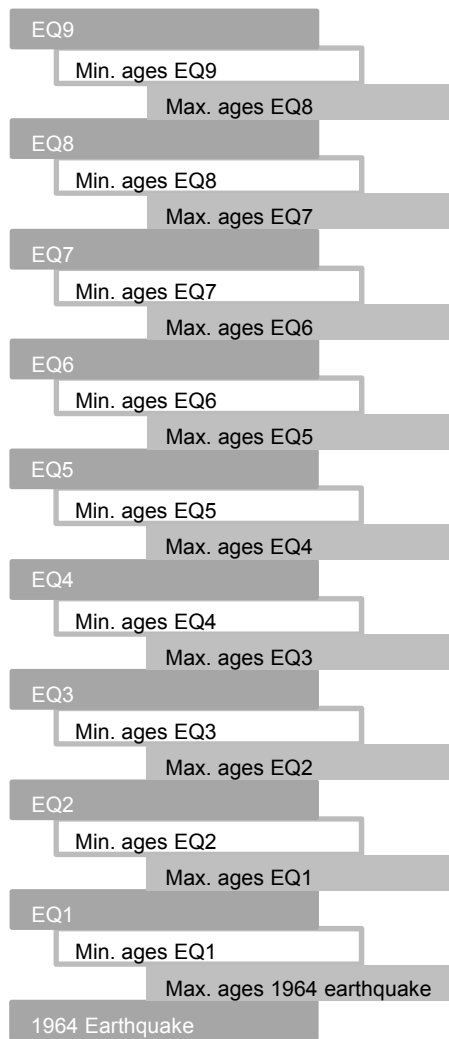 EQ9
Min. ages EQ9
Max. ages EQ8
EQ8
Min. ages EQ8
Max. ages EQ7
EQ7
Min. ages EQ7
Max. ages EQ6
EQ6
Min. ages EQ6
Max. ages EQ5
EQ5
Min. ages EQ5
Max. ages EQ4
EQ4
Min. ages EQ4
Max. ages EQ3
EQ3
Min. ages EQ3
Max. ages EQ2
EQ2
Min. ages EQ2
Max. ages EQ1
EQ1
Min. ages EQ1
Max. ages 1964 earthquake
1964 Earthquake